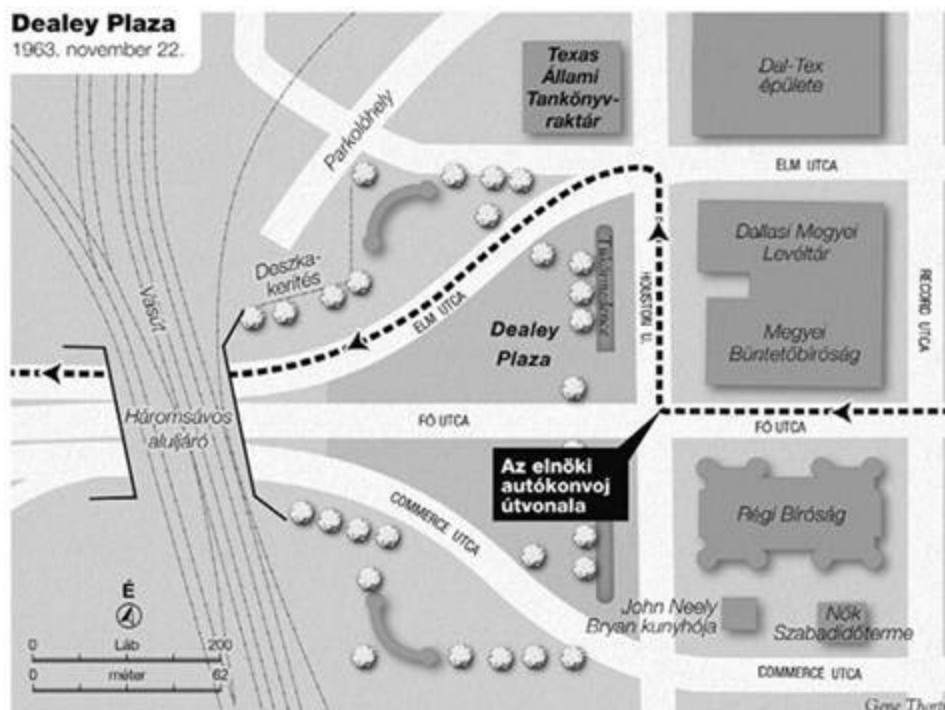 Dealey Plaza
1963. november 22.
Texas
Állami
Tankönyv-
raktár
Dal-Tex
épülete
Parkolóhely
ELM UTCA
Deszka-
kerítés
Dallasi Megyei
Levéltár
Megyei
Büntetőbíróság
HOUSTON U.
RECORD UTCA
Vasút
ELM UTCA
Dealey
Plaza
Háromsávos
aluljáró
FŐ UTCA
FŐ UTCA
Az elnöki
autókonvoj
útvonala
COMMERCE UTCA
Régi Bíróság
John Neely
Bryan kunyhója
Nők
Szabadidőterme
COMMERCE UTCA
É
0 Láb 200
0 méter 62
Gene